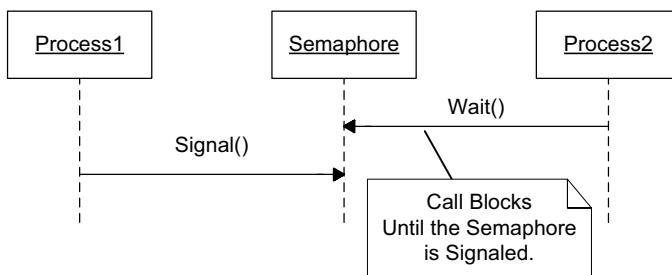 Process1
Semaphore
Process2
Wait()
Signal()
Call Blocks
Until the Semaphore
is Signaled.